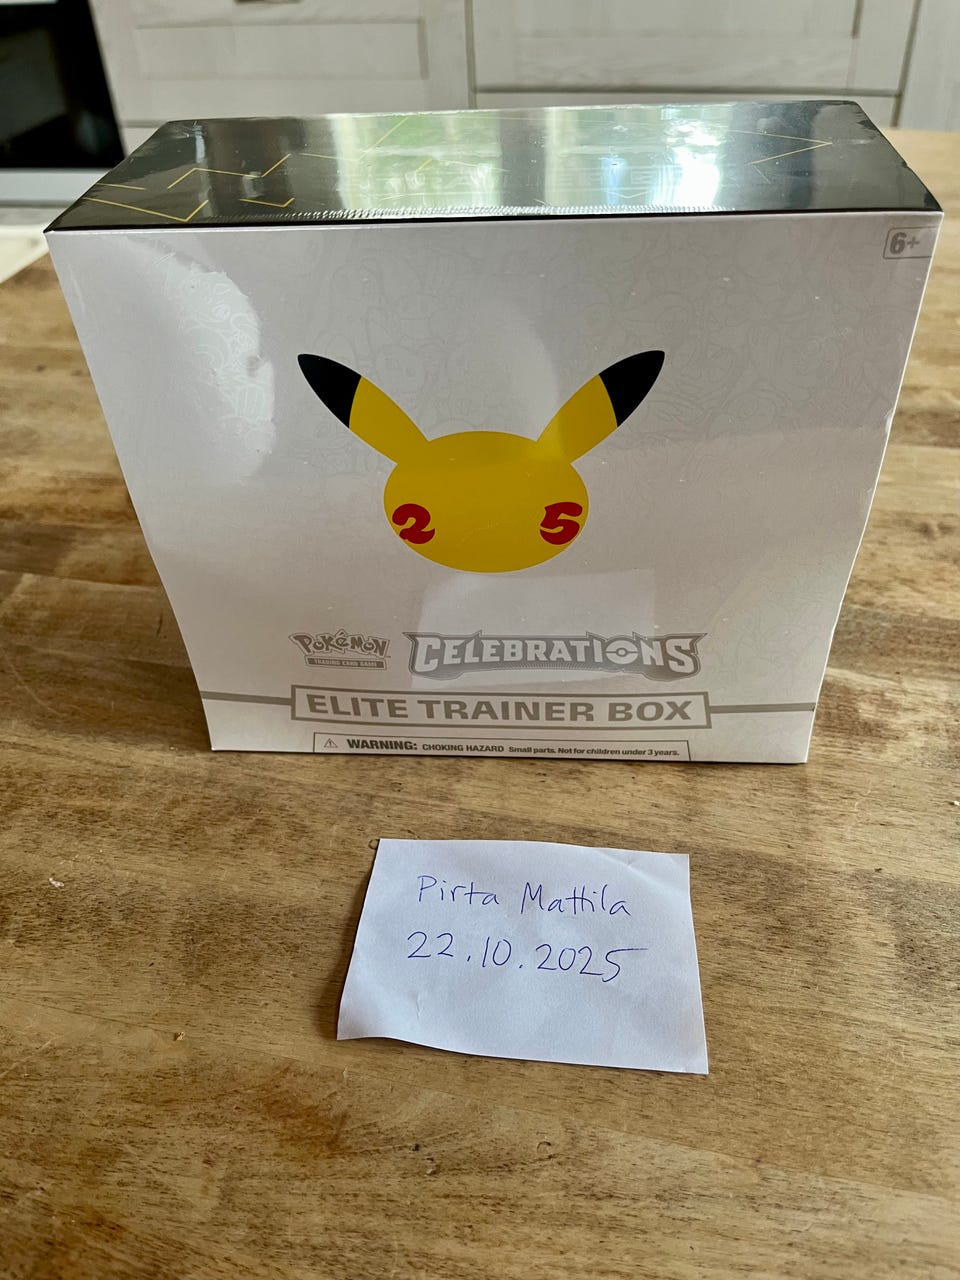 6+
2 5
Pokémon
TRADING CARD GAME
CELEBRATIONS
ELITE TRAINER BOX
WARNING: CHOKING HAZARD Small parts. Not for children under 3 years.
Pirta Mattila
22.10.2025